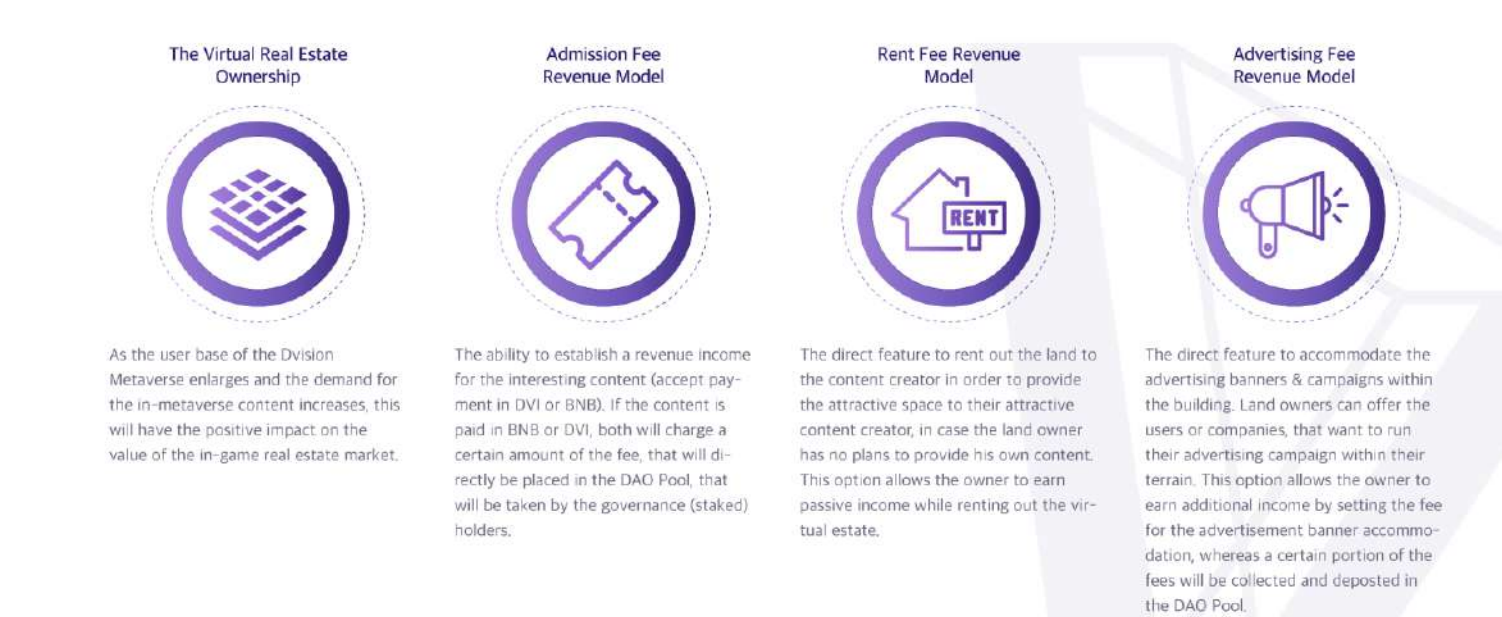 The Virtual Real Estate
Ownership
As the user base of the Dvision
Metaverse enlarges and the demand for
the in-metaverse content increases, this
will have the positive impact on the
value of the in-game real estate market.
Admission Fee
Revenue Model
The ability to establish a revenue income
for the interesting content (accept pay-
ment in DVI or BNB). If the content is
paid in BNB or DVI, both will charge a
certain amount of the fee, that will di-
rectly be placed in the DAO Pool, that
will be taken by the governance (staked)
holders.
Rent Fee Revenue
Model
RENT
The direct feature to rent out the land to
the content creator in order to provide
the attractive space to their attractive
content creator, in case the land owner
has no plans to provide his own content.
This option allows the owner to earn
passive income while renting out the vir-
tual estate.
Advertising Fee
Revenue Model
The direct feature to accommodate the
advertising banners & campaigns within
the building. Land owners can offer the
users or companies, that want to run
their advertising campaign within their
terrain. This option allows the owner to
earn additional income by setting the fee
for the advertisement banner accommo-
dation, whereas a certain portion of the
fees will be collected and deposted in
the DAO Pool.